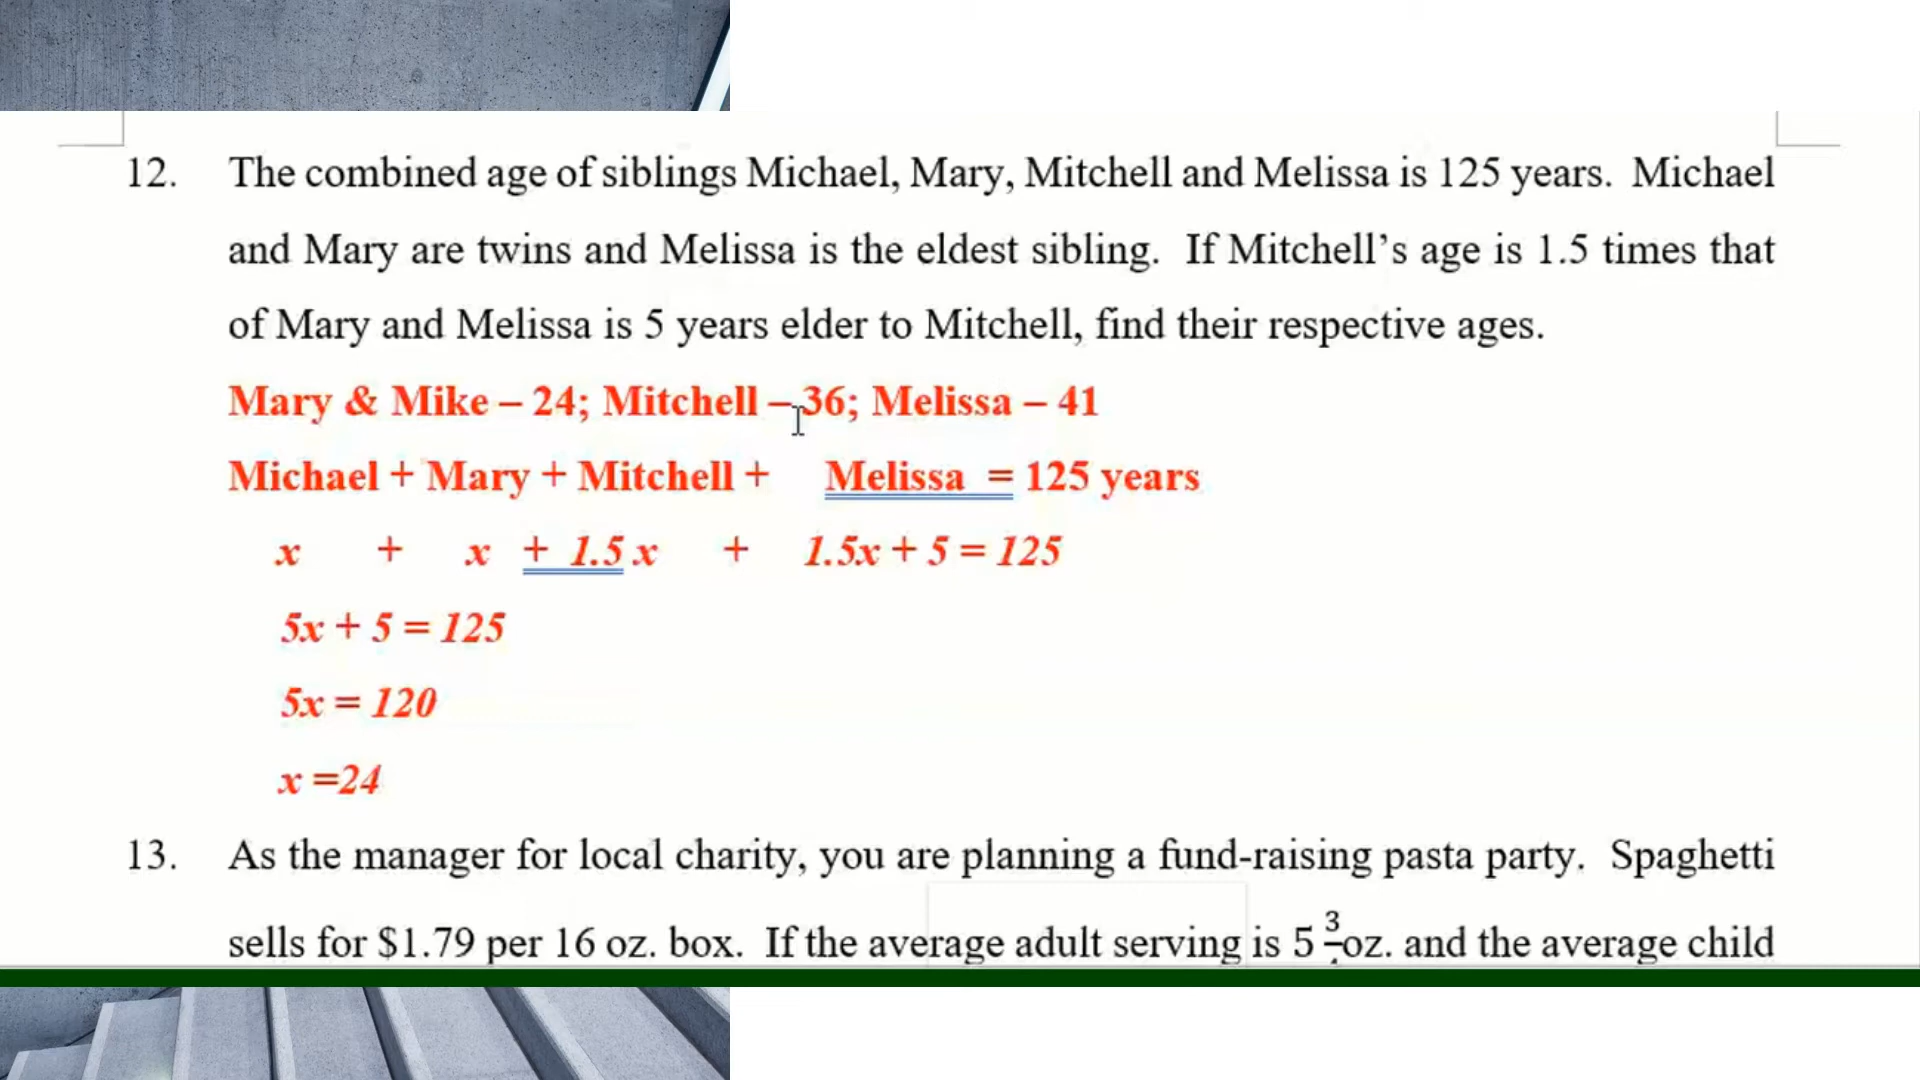 12. The combined age of siblings Michael, Mary, Mitchell and Melissa is 125 years. Michael
and Mary are twins and Melissa is the eldest sibling. If Mitchell’s age is 1.5 times that
of Mary and Melissa is 5 years elder to Mitchell, find their respective ages.
Mary & Mike – 24; Mitchell – 36; Melissa – 41
Michael + Mary + Mitchell + Melissa = 125 years
x + x + 1.5 x + 1.5x + 5 = 125
5x + 5 = 125
5x = 120
x =24
13. As the manager for local charity, you are planning a fund-raising pasta party. Spaghetti
sells for $1.79 per 16 oz. box. If the average adult serving is 5 oz. and the average child